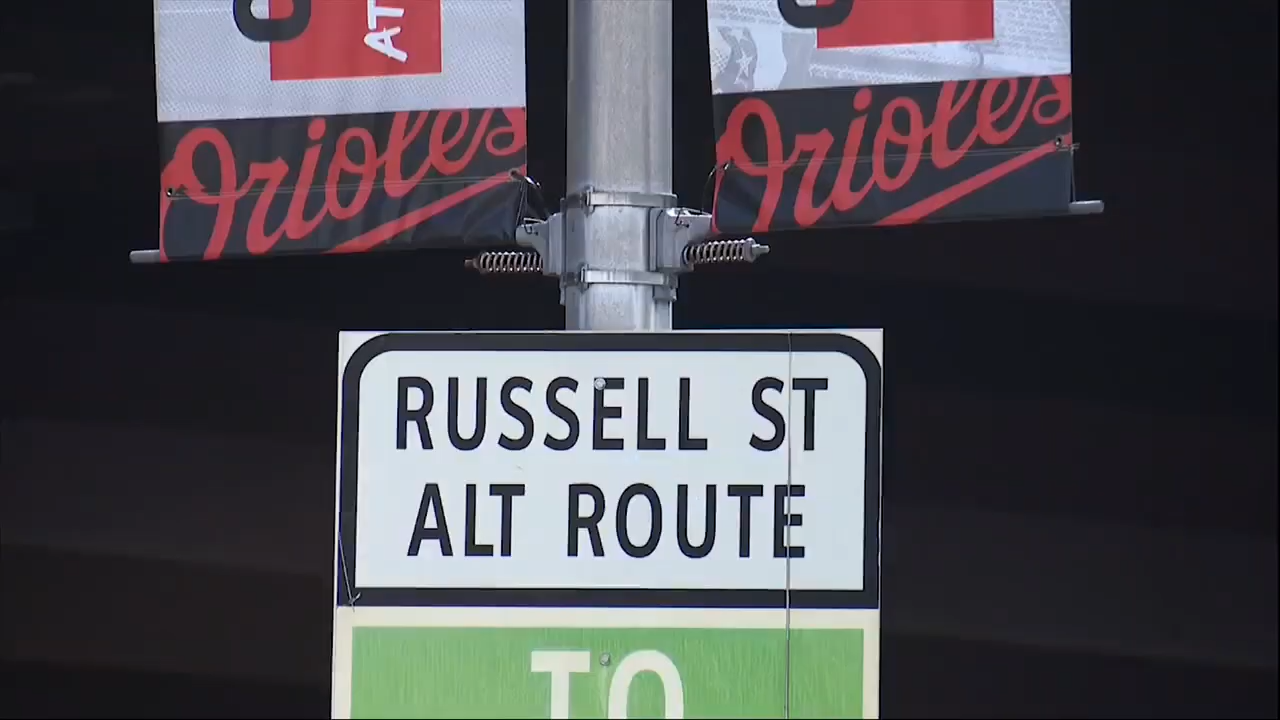 AT
Orioles
Orioles
RUSSELL ST
ALT ROUTE
TO